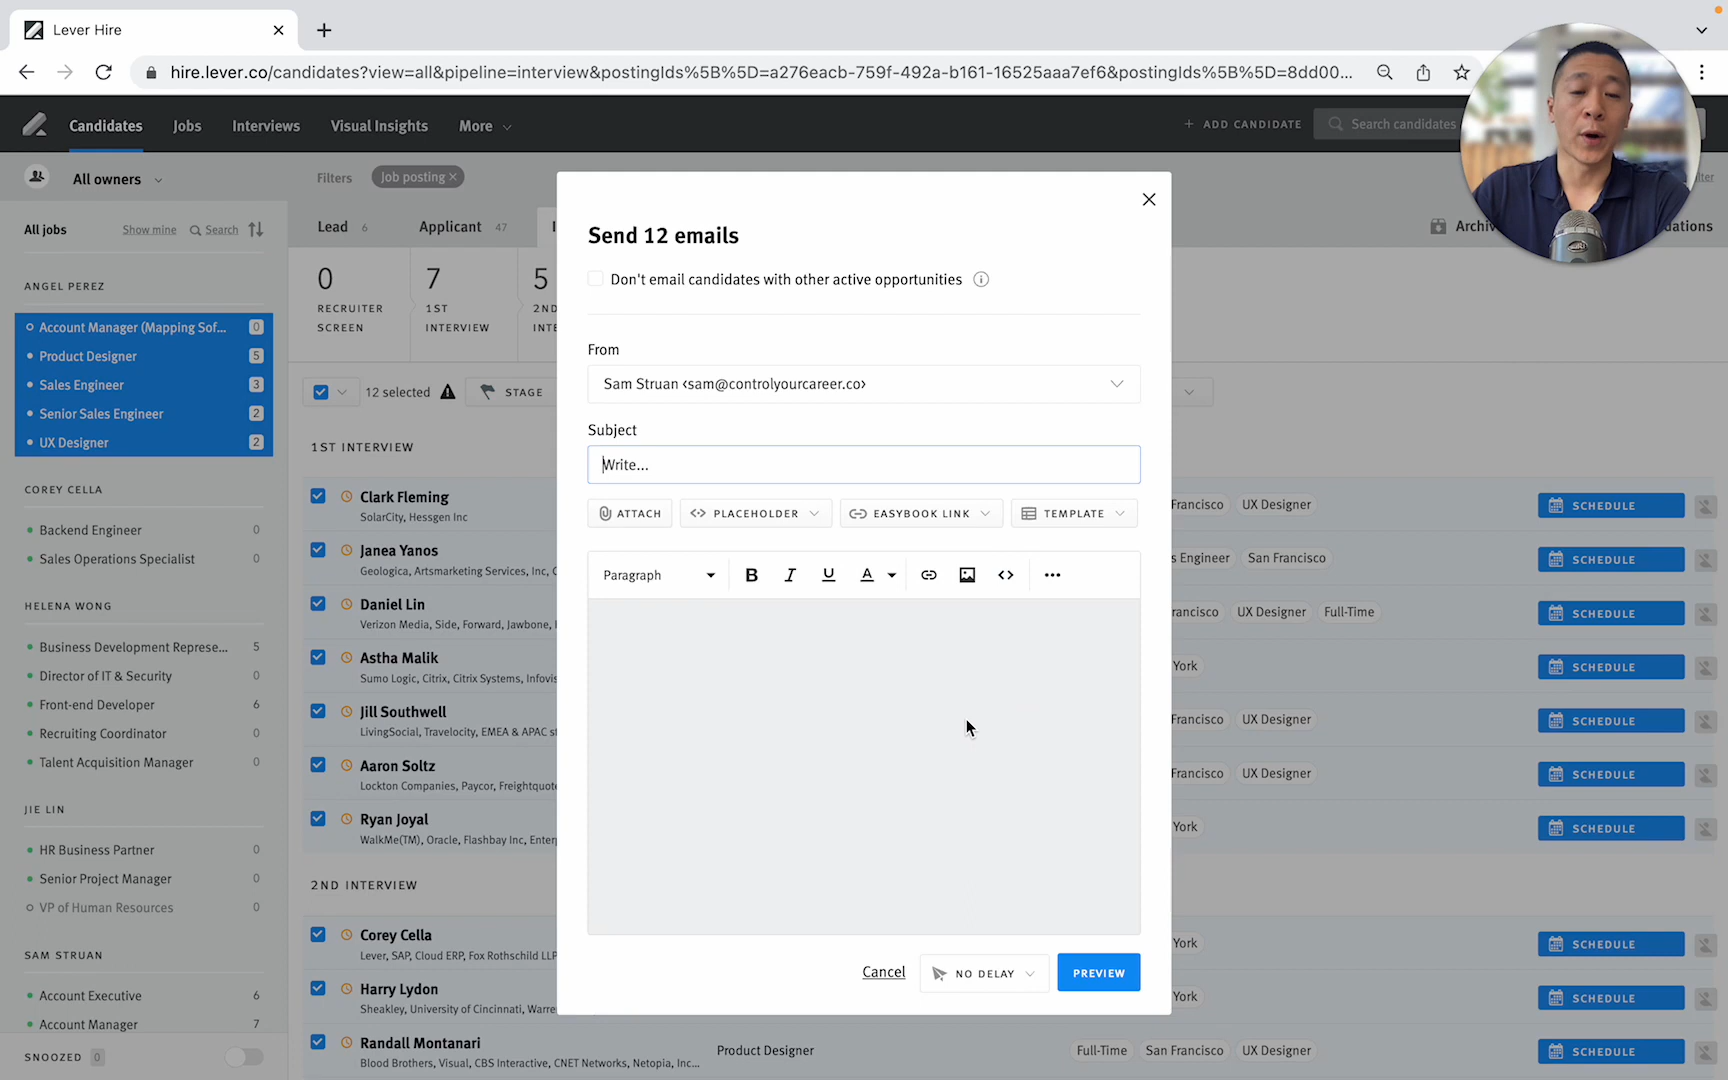 Lever Hire
hire.lever.co/candidates?view=all&pipeline=interview&postingIds%5B%5D=a276eacb-759f-492a-b161-16525aaa7ef6&postingIds%5B%5D=8dd00...
Candidates
Jobs
Interviews
Visual Insights
More
+ ADD CANDIDATE
Search candidates
All owners
Filters
Job posting
All jobs
Show mine
Search
Lead 6
Applicant 47
0
RECRUITER
SCREEN
7
1ST
INTERVIEW
5
ANGEL PEREZ
Account Manager (Mapping Sof... 0
Product Designer 5
Sales Engineer 3
Senior Sales Engineer 2
UX Designer 2
COREY CELLA
Backend Engineer 0
Sales Operations Specialist 0
HELENA WONG
Business Development Represe... 5
Director of IT & Security 0
Front-end Developer 6
Recruiting Coordinator 0
Talent Acquisition Manager 0
JIE LIN
HR Business Partner 0
Senior Project Manager 0
VP of Human Resources 0
SAM STRUAN
Account Executive 6
Account Manager 7
SNOOZED 0
12 selected
STAGE
1ST INTERVIEW
Clark Fleming
SolarCity, Hessgen Inc
Francisco UX Designer SCHEDULE
Janea Yanos
Geologica, Artsmarketing Services, Inc,
Engineer San Francisco SCHEDULE
Daniel Lin
Verizon Media, Side, Forward, Jawbone,
UX Designer Full-Time SCHEDULE
Astha Malik
Sumo Logic, Citrix, Citrix Systems, Infovis
York SCHEDULE
Jill Southwell
LivingSocial, Travelocity, EMEA & APAC st
Francisco UX Designer SCHEDULE
Aaron Soltz
Lockton Companies, Paycor, Freightquote
Francisco UX Designer SCHEDULE
Ryan Joyal
WalkMe(TM), Oracle, Flashbay Inc, Enter
York SCHEDULE
2ND INTERVIEW
Corey Cella
Lever, SAP, Cloud ERP, Fox Rothschild LLP
York SCHEDULE
Harry Lydon
Sheakley, University of Cincinnati, Warre
York SCHEDULE
Randall Montanari
Blood Brothers, Visual, CBS Interactive, CNET Networks, Netopia, Inc...
Product Designer
Full-Time San Francisco UX Designer SCHEDULE
Send 12 emails
Don't email candidates with other active opportunities
From
Sam Struan <sam@controlyourcareer.co>
Subject
Write...
ATTACH
PLACEHOLDER
EASYBOOK LINK
TEMPLATE
Paragraph B I U A
Cancel
NO DELAY
PREVIEW